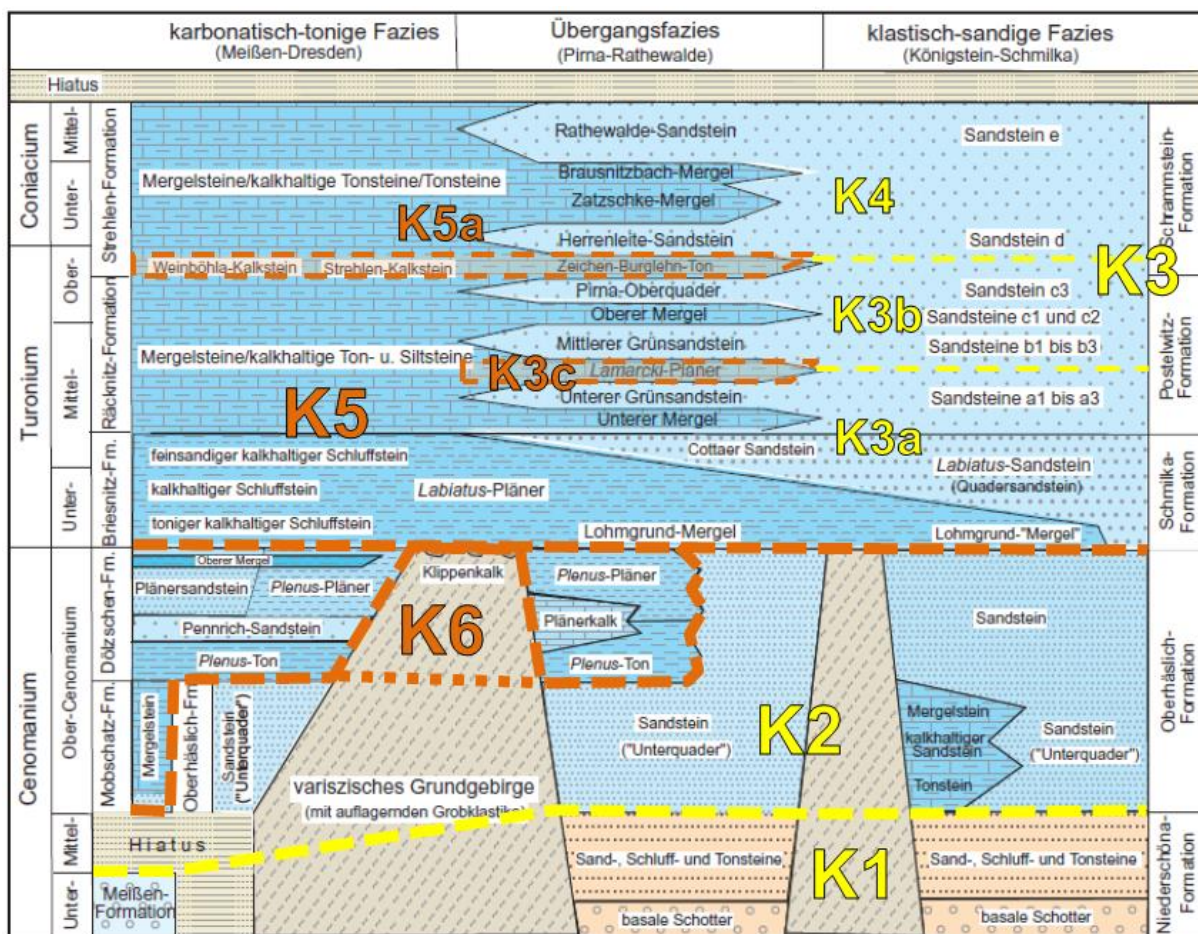 karbonatisch-tonige Fazies
(Meißen-Dresden)
Übergangsfazies
(Pirna-Rathewalde)
klastisch-sandige Fazies
(Königstein-Schmilka)
Hiatus
Coniacium
Mittel-
Unter-
Strehlen-Formation
Rathewalde-Sandstein
Sandstein e
Brausnitzbach-Mergel
Mergelsteine/kalkhaltige Tonsteine/Tonsteine
Zatzschke-Mergel
K4
K5a
Herrenleite-Sandstein
Sandstein d
Schrammstein-
Formation
Turonium
Ober-
Mittel-
Unter-
Weinböhla-Kalkstein
Strehlen-Kalkstein
Zeichen-Burglehn-Ton
K3
Räcknitz-Formation
Pirna-Oberquader
Sandstein c3
Oberer Mergel
K3b
Sandsteine c1 und c2
Mittlerer Grünsandstein
Sandsteine b1 bis b3
Mergelsteine/kalkhaltige Ton- u. Siltsteine
K3c
Lamarcki-Pläner
Postelwitz-
Formation
K5
Unterer Grünsandstein
Sandsteine a1 bis a3
Unterer Mergel
K3a
Briesnitz-Fm.
feinsandiger kalkhaltiger Schluffstein
Cottaer Sandstein
Labiatus-Sandstein
(Quadersandstein)
kalkhaltiger Schluffstein
Labiatus-Pläner
toniger kalkhaltiger Schluffstein
Lohmgrund-Mergel
Lohmgrund-"Mergel"
Schmilka-
Formation
Cenomanium
Ober-Cenomanium
Mittel-
Unter-
Dölzschen-Fm.
Oberer Mergel
Klippenkalk
Plenus-Pläner
Plänersandstein
Plenus-Pläner
K6
Plänerkalk
Sandstein
Pennrich-Sandstein
Plenus-Ton
Plenus-Ton
Oberhäslich-
Formation
Mobschatz-Fm.
Mergelstein
Oberhäslich-Fm
Sandstein
("Unterquader")
Sandstein
("Unterquader")
K2
Mergelstein
kalkhaltiger
Sandstein
Tonstein
Sandstein
("Unterquader")
variszisches Grundgebirge
(mit auflagernden Grobklastika)
Hiatus
Meißen-
Formation
Sand-, Schluff- und Tonsteine
K1
Sand-, Schluff- und Tonsteine
basale Schotter
basale Schotter
Niederschöna-
Formation